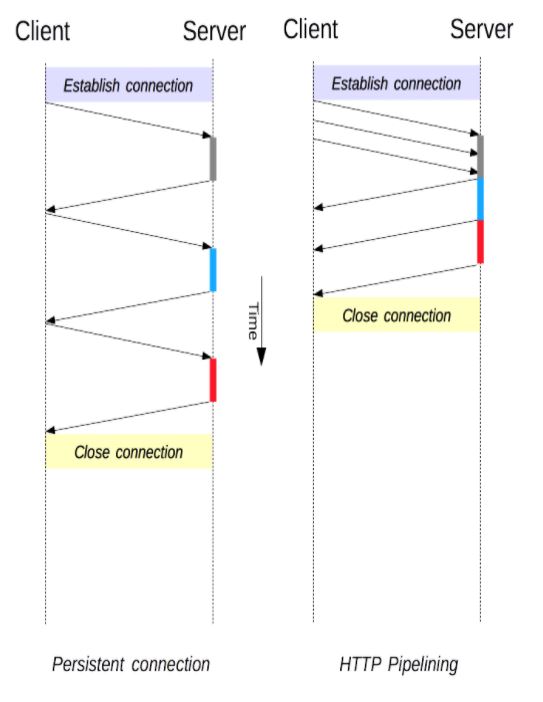 Client
Server
Client
Server
Establish connection
Establish connection
Time
Close connection
Close connection
Persistent connection
HTTP Pipelining